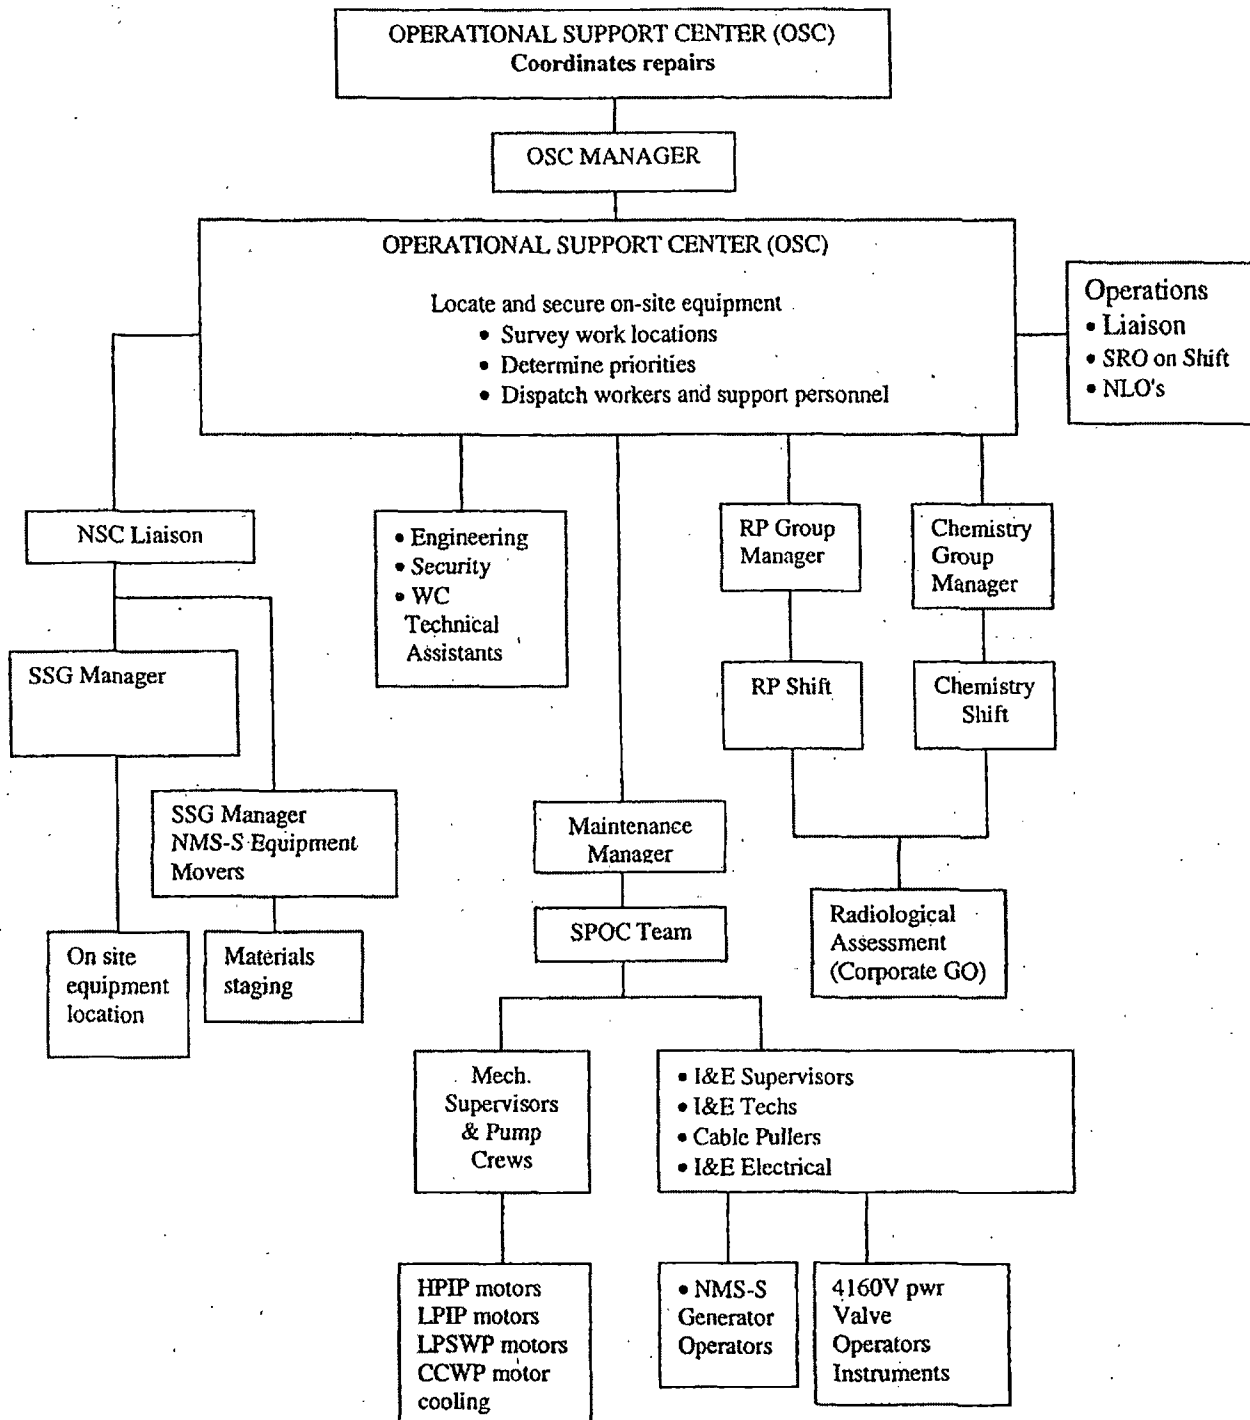 OPERATIONAL SUPPORT CENTER (OSC)
Coordinates repairs
OSC MANAGER
OPERATIONAL SUPPORT CENTER (OSC)
Locate and secure on-site equipment
• Survey work locations
• Determine priorities
• Dispatch workers and support personnel
Operations
• Liaison
• SRO on Shift
• NLO's
NSC Liaison
• Engineering
• Security
• WC
Technical
Assistants
RP Group
Manager
Chemistry
Group
Manager
SSG Manager
RP Shift
Chemistry
Shift
SSG Manager
NMS-S Equipment
Movers
Maintenance
Manager
SPOC Team
Radiological
Assessment
(Corporate GO)
On site
equipment
location
Materials
staging
Mech.
Supervisors
& Pump
Crews
• I&E Supervisors
• I&E Techs
• Cable Pullers
• I&E Electrical
HPIP motors
LPIP motors
LPSWP motors
CCWP motor
cooling
• NMS-S
Generator
Operators
4160V pwr
Valve
Operators
Instruments